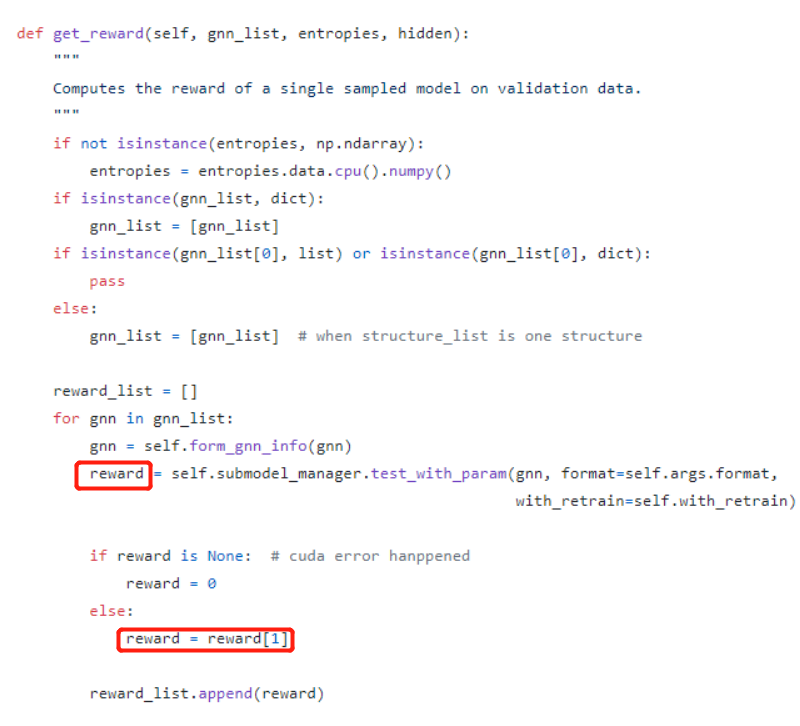 def get_reward(self, gnn_list, entropies, hidden):
"""
Computes the reward of a single sampled model on validation data.
"""
if not isinstance(entropies, np.ndarray):
entropies = entropies.data.cpu().numpy()
if isinstance(gnn_list, dict):
gnn_list = [gnn_list]
if isinstance(gnn_list[0], list) or isinstance(gnn_list[0], dict):
pass
else:
gnn_list = [gnn_list]  # when structure_list is one structure
reward_list = []
for gnn in gnn_list:
gnn = self.form_gnn_info(gnn)
reward = self.submodel_manager.test_with_param(gnn, format=self.args.format,
with_retrain=self.with_retrain)
if reward is None:  # cuda error hanppened
reward = 0
else:
reward = reward[1]
reward_list.append(reward)